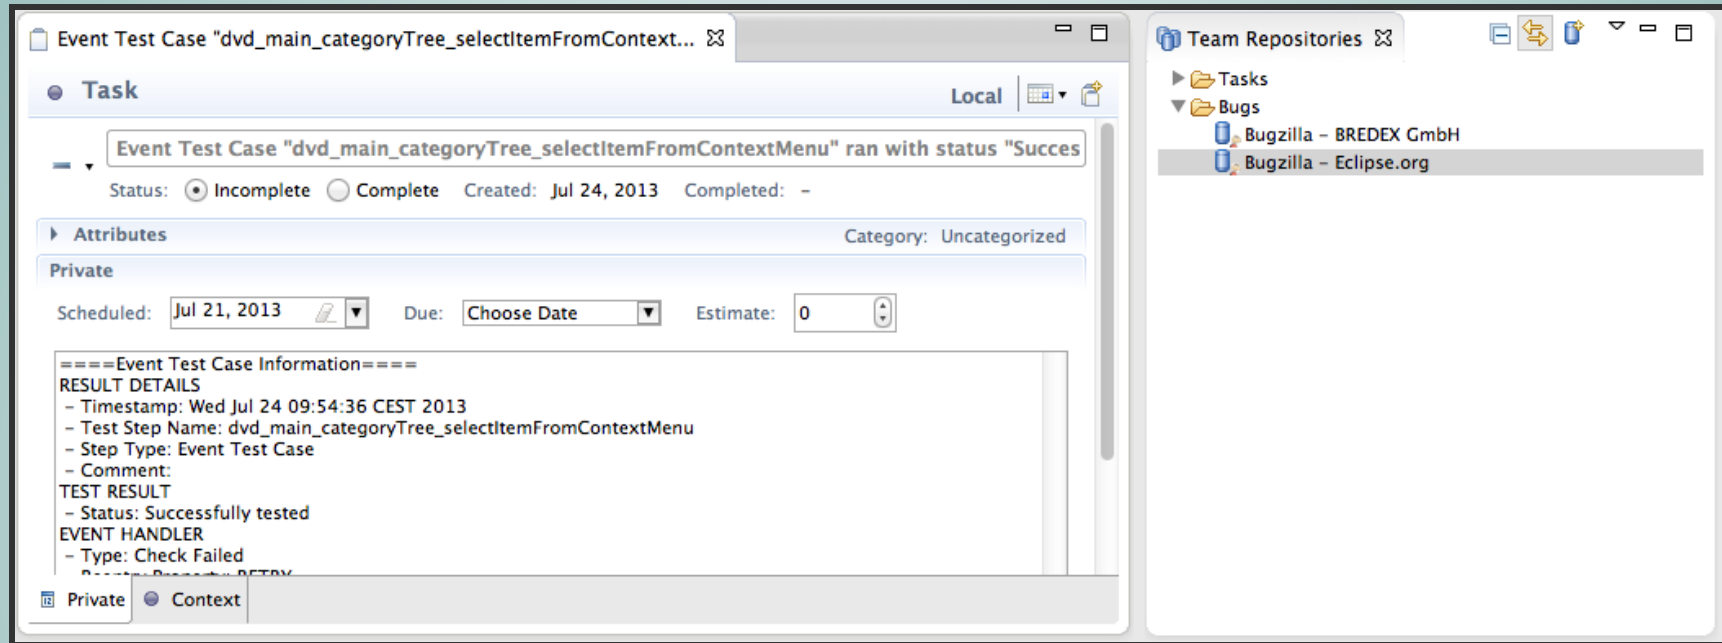 Event Test Case "dvd_main_categoryTree_selectItemFromContext...
Task
Local
Event Test Case "dvd_main_categoryTree_selectItemFromContextMenu" ran with status "Succes
Status: Incomplete Complete Created: Jul 24, 2013 Completed: –
Attributes
Category: Uncategorized
Private
Scheduled: Jul 21, 2013 Due: Choose Date Estimate: 0
====Event Test Case Information====
RESULT DETAILS
– Timestamp: Wed Jul 24 09:54:36 CEST 2013
– Test Step Name: dvd_main_categoryTree_selectItemFromContextMenu
– Step Type: Event Test Case
– Comment:
TEST RESULT
– Status: Successfully tested
EVENT HANDLER
– Type: Check Failed
– Reentry Property: RETRY
Private Context
Team Repositories
Tasks
Bugs
Bugzilla – BREDEX GmbH
Bugzilla – Eclipse.org